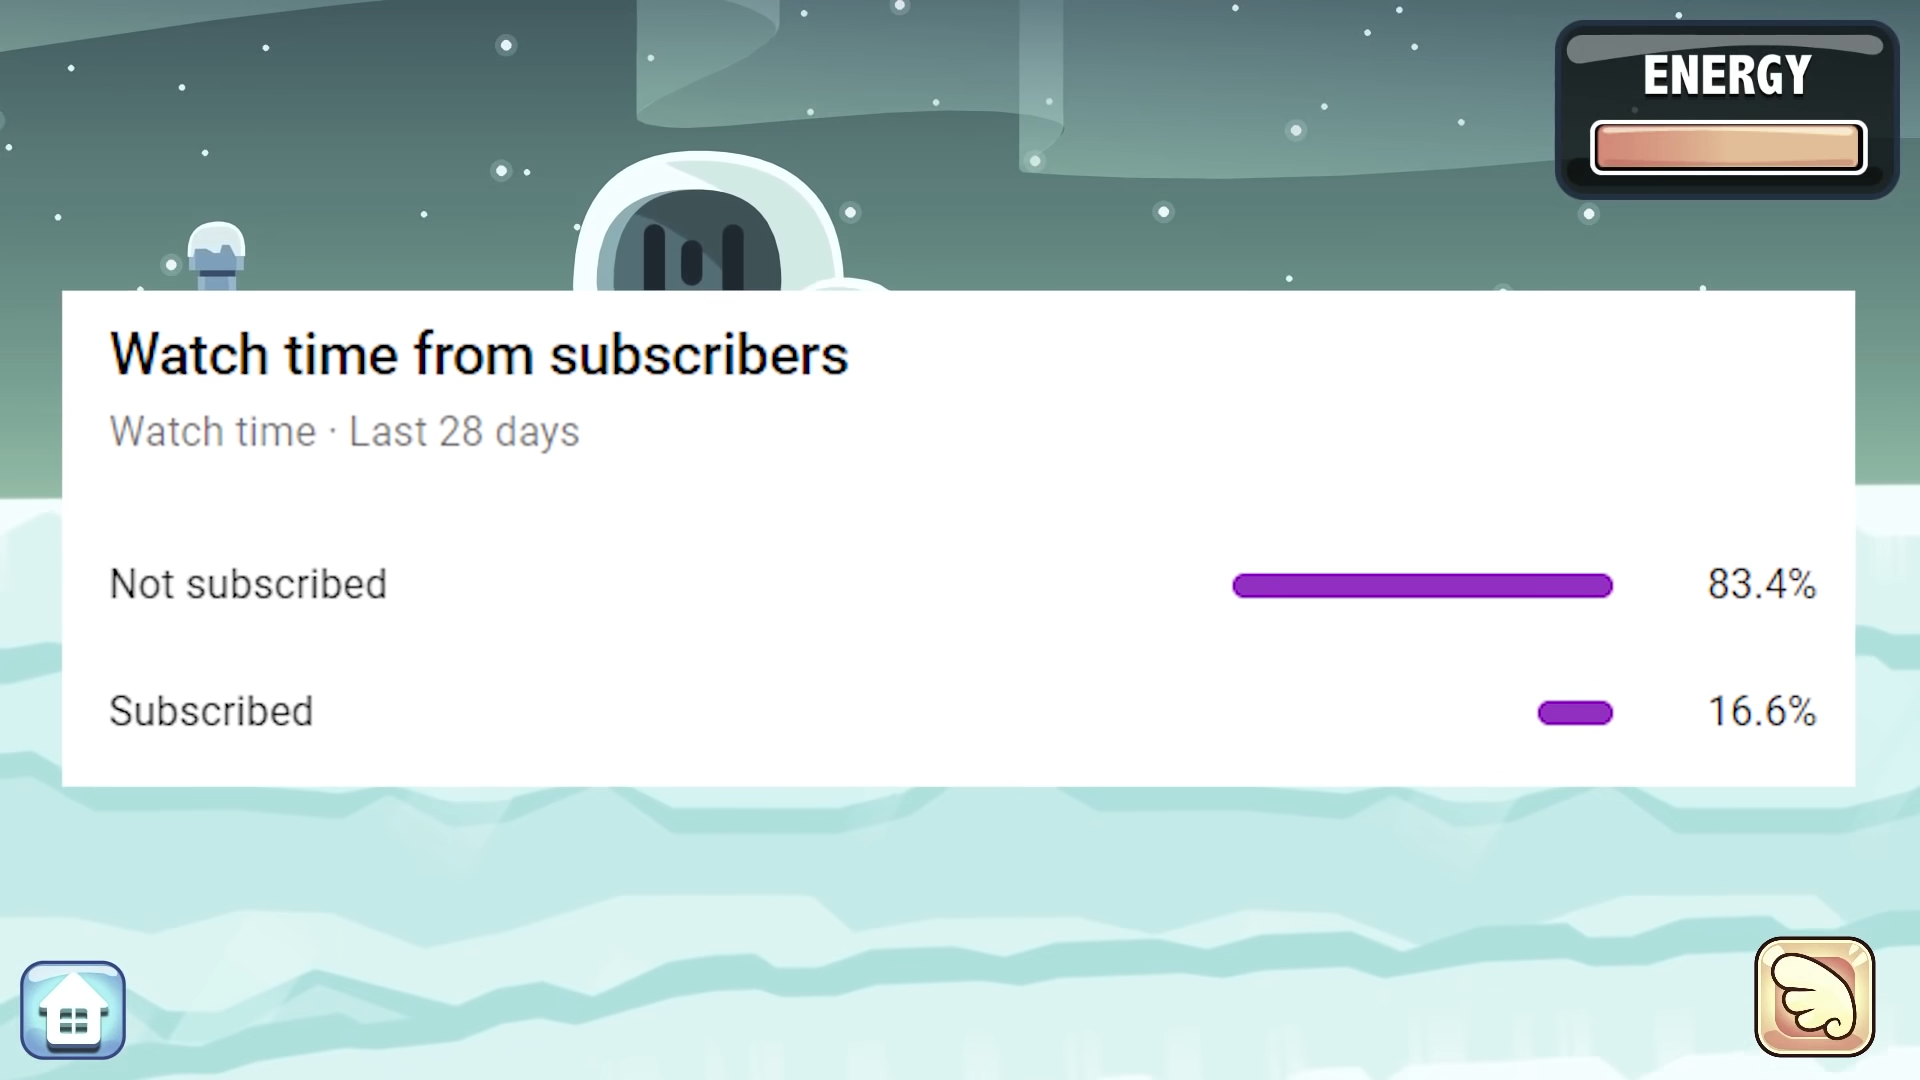 ENERGY
Watch time from subscribers
Watch time · Last 28 days
Not subscribed 83.4%
Subscribed 16.6%